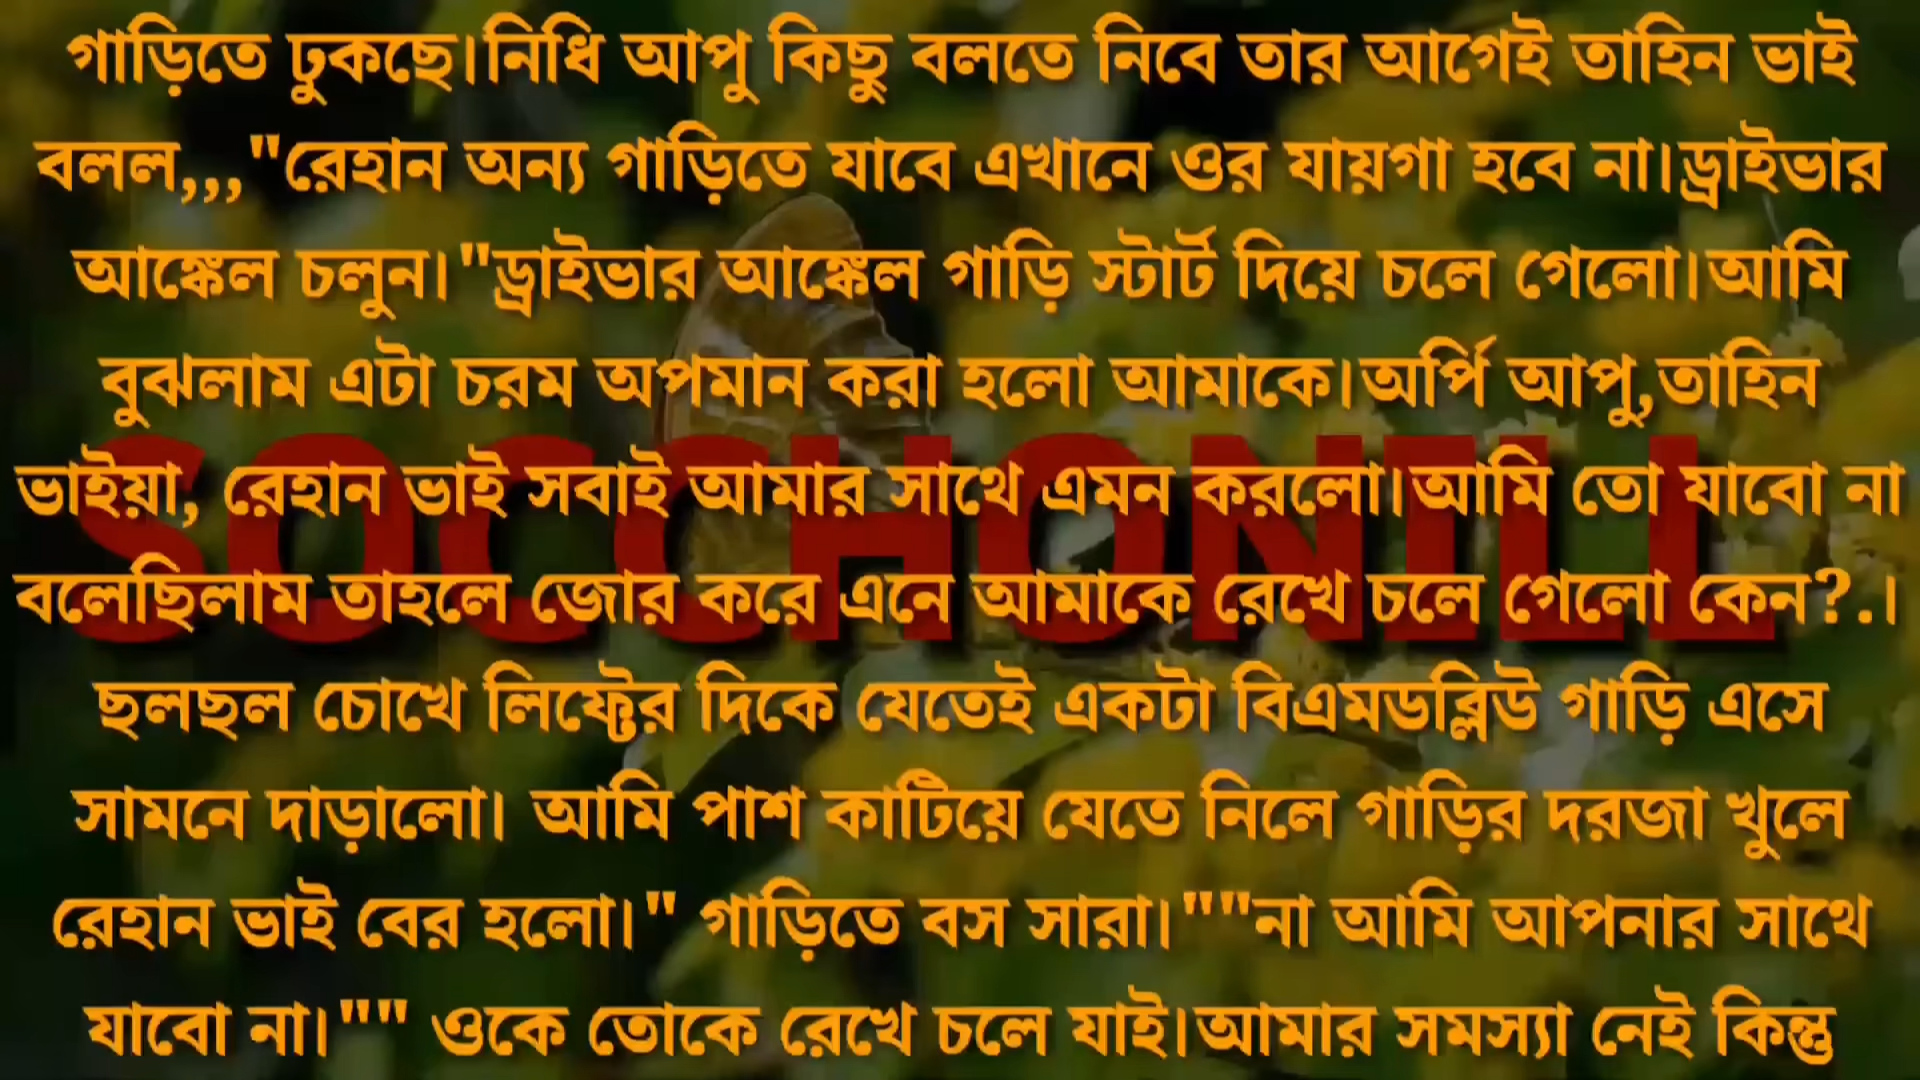 গাড়িতে ঢুকছে।নিধি আপু কিছু বলতে নিবে তার আগেই তাহিন ভাই
বলল,,,"রেহান অন্য গাড়িতে যাবে এখানে ওর যায়গা হবে না।ড্রাইভার
আঙ্কেল চলুন।"ড্রাইভার আঙ্কেল গাড়ি স্টার্ট দিয়ে চলে গেলো।আমি
বুঝলাম এটা চরম অপমান করা হলো আমাকে।অর্পি আপু,তাহিন
ভাইয়া, রেহান ভাই সবাই আমার সাথে এমন করলো।আমি তো যাবো না
বলেছিলাম তাহলে জোর করে এনে আমাকে রেখে চলে গেলো কেন?.।
SOCCHONILL
ছলছল চোখে লিফ্টের দিকে যেতেই একটা বিএমডব্লিউ গাড়ি এসে
সামনে দাড়ালো। আমি পাশ কাটিয়ে যেতে নিলে গাড়ির দরজা খুলে
রেহান ভাই বের হলো।" গাড়িতে বস সারা।""না আমি আপনার সাথে
যাবো না।"" ওকে তোকে রেখে চলে যাই।আমার সমস্যা নেই কিন্তু